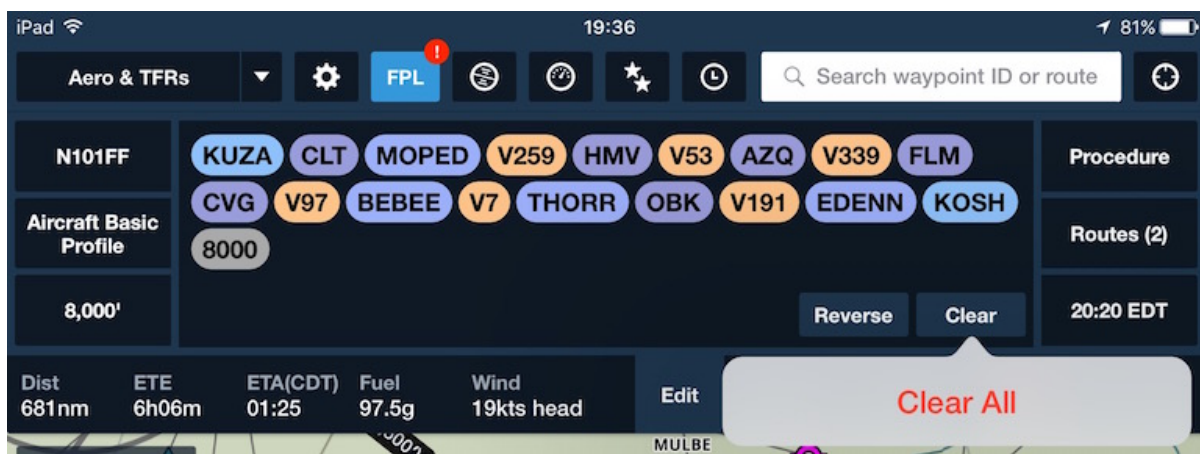 iPad 19:36 81%
Aero & TFRs FPL ! Search waypoint ID or route
N101FF KUZA CLT MOPED V259 HMV V53 AZQ V339 FLM Procedure
CVG V97 BEBEE V7 THORR OBK V191 EDENN KOSH
Aircraft Basic
Profile
8000
Routes (2)
8,000' Reverse Clear 20:20 EDT
Dist ETE ETA(CDT) Fuel Wind
681nm 6h06m 01:25 97.5g 19kts head
Edit
Clear All
MULBE